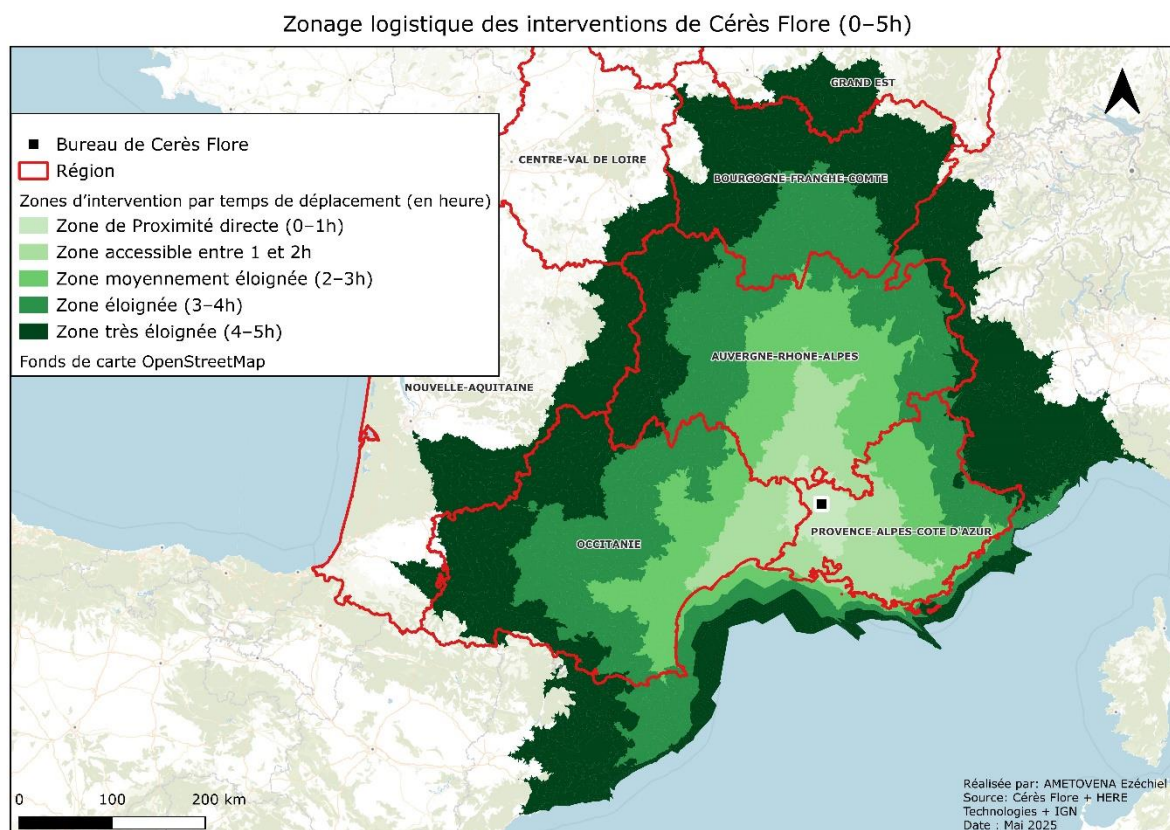 Zonage logistique des interventions de Cérès Flore (0–5h)
GRAND EST
Bureau de Cerès Flore
Région
Zones d’intervention par temps de déplacement (en heure)
Zone de Proximité directe (0–1h)
Zone accessible entre 1 et 2h
Zone moyennement éloignée (2–3h)
Zone éloignée (3–4h)
Zone très éloignée (4–5h)
Fonds de carte OpenStreetMap
CENTRE-VAL DE LOIRE
BOURGOGNE-FRANCHE-COMTE
AUVERGNE-RHONE-ALPES
NOUVELLE-AQUITAINE
PROVENCE-ALPES-COTE D'AZUR
OCCITANIE
0 100 200 km
Réalisée par: AMETOVENA Ezéchiel
Source: Cérès Flore + HERE
Technologies + IGN
Date : Mai 2025